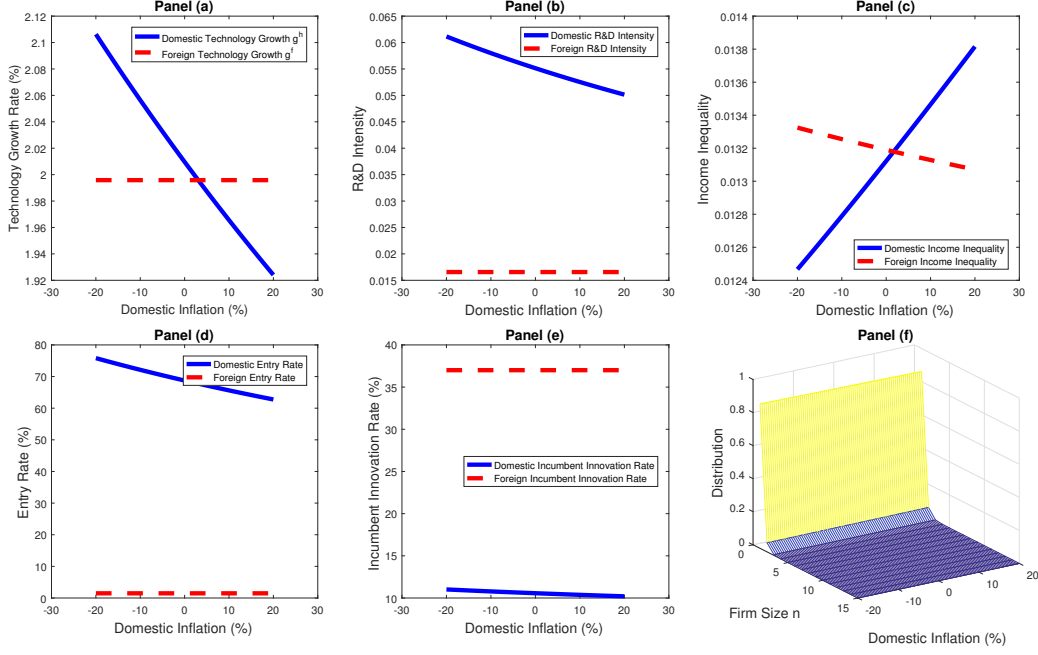 Panel (a)
Technology Growth Rate (%)
2.12
2.1
2.08
2.06
2.04
2.02
2
1.98
1.96
1.94
1.92
Domestic Technology Growth g^h
Foreign Technology Growth g^f
-30 -20 -10 0 10 20 30
Domestic Inflation (%)
Panel (b)
R&D Intensity
0.065
0.06
0.055
0.05
0.045
0.04
0.035
0.03
0.025
0.02
0.015
Domestic R&D Intensity
Foreign R&D Intensity
-30 -20 -10 0 10 20 30
Domestic Inflation (%)
Panel (c)
Income Inequality
0.014
0.0138
0.0136
0.0134
0.0132
0.013
0.0128
0.0126
0.0124
Domestic Income Inequality
Foreign Income Inequality
-30 -20 -10 0 10 20 30
Domestic Inflation (%)
Panel (d)
Entry Rate (%)
80
70
60
50
40
30
20
10
0
Domestic Entry Rate
Foreign Entry Rate
-30 -20 -10 0 10 20 30
Domestic Inflation (%)
Panel (e)
Incumbent Innovation Rate (%)
45
40
35
30
25
20
15
10
Domestic Incumbent Innovation Rate
Foreign Incumbent Innovation Rate
-30 -20 -10 0 10 20 30
Domestic Inflation (%)
Panel (f)
Distribution
1
0.8
0.6
0.4
0.2
0
0
5
10
15
Firm Size n
-20
-10
0
10
20
Domestic Inflation (%)